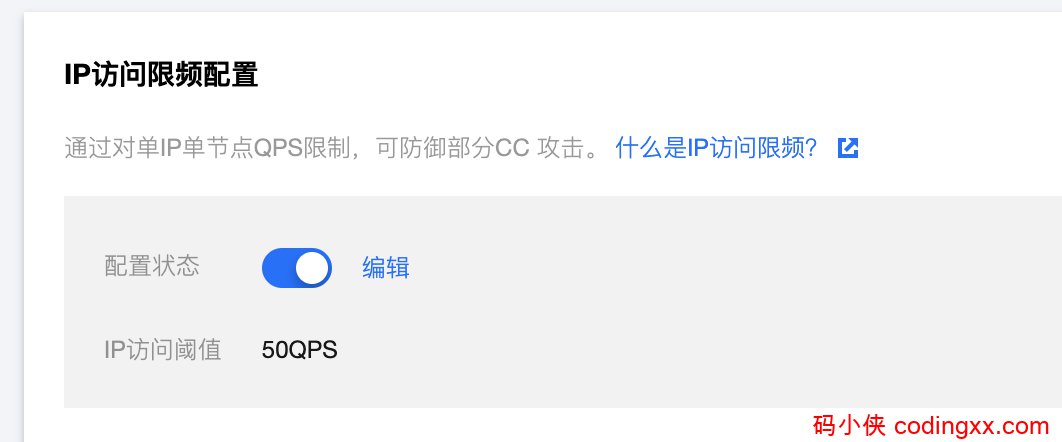 IP访问限频配置
通过对单IP单节点QPS限制，可防御部分CC 攻击。 什么是IP访问限频？
配置状态 编辑
IP访问阈值 50QPS
码小侠 codingxx.com